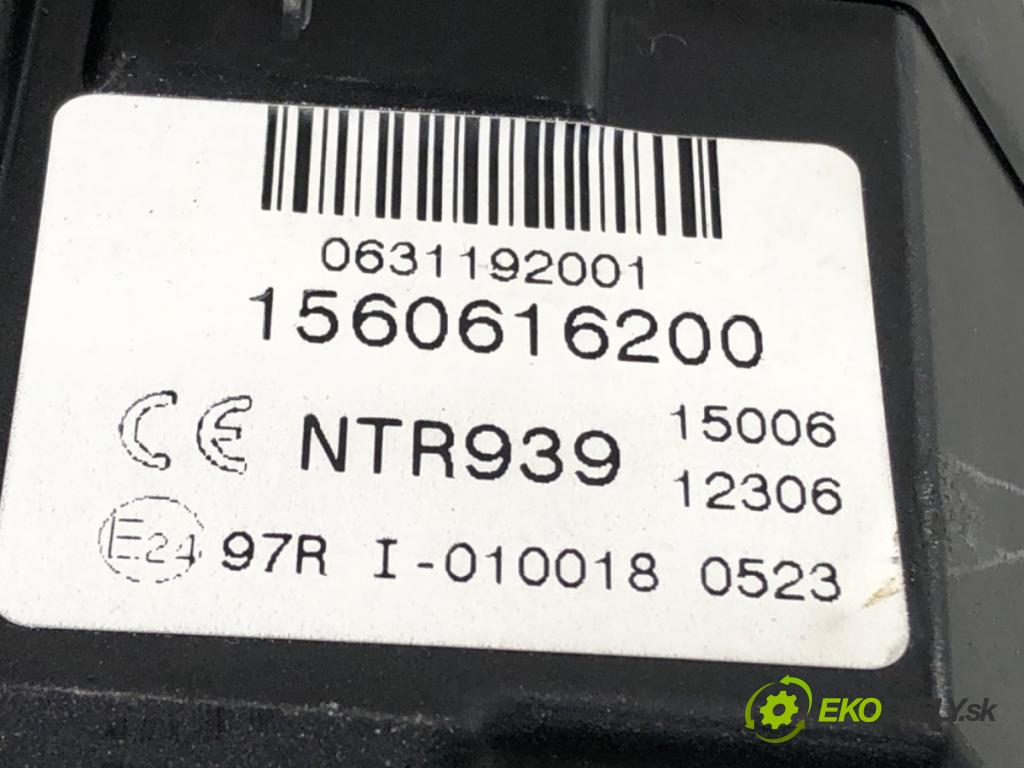 0631192001
1560616200
CE NTR939 15006
12306
E24 97R I-010018 0523
EKO .sk